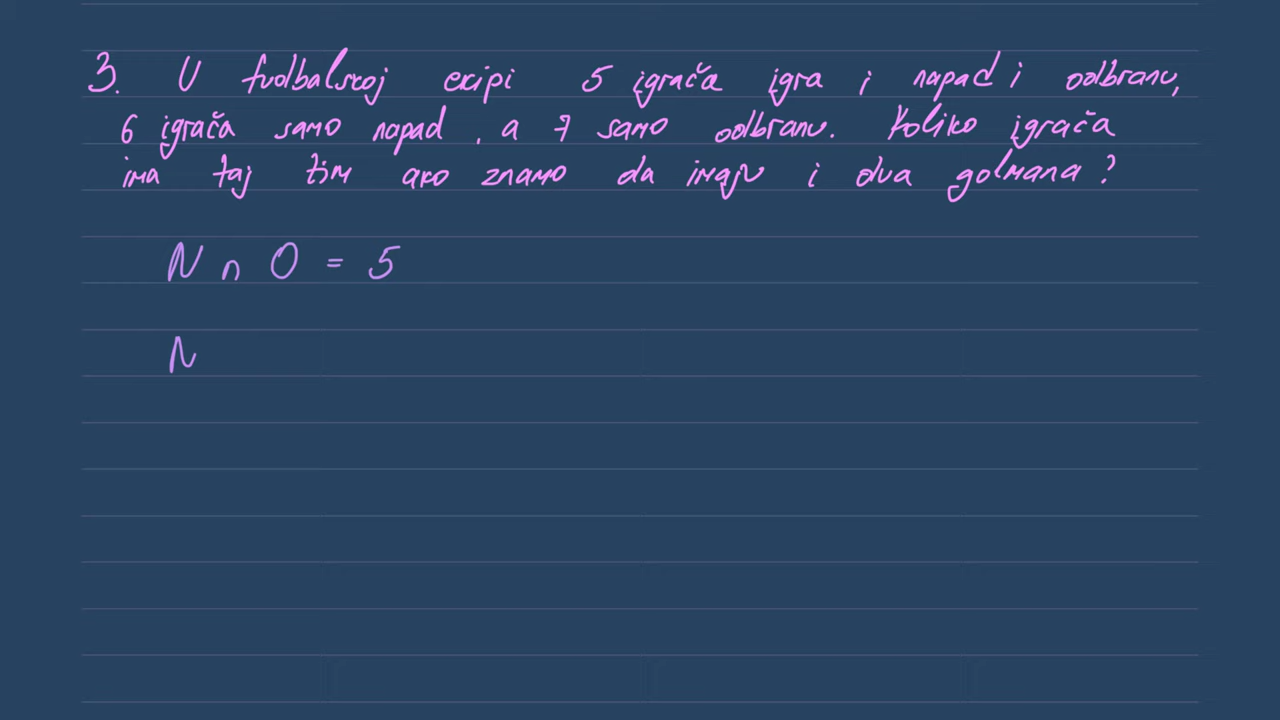 3. U fudbalskoj ekipi 5 igrača igra i napad i odbranu,
6 igrača samo napad, a 7 samo odbranu. Koliko igrača
ima taj tim ako znamo da imaju i dva golmana?
N ∩ O = 5
N